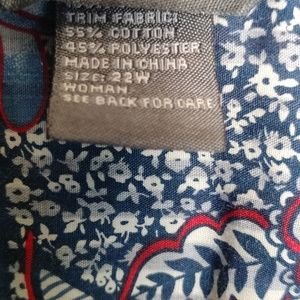 TRIM FABRIC:
55% COTTON
45% POLYESTER
MADE IN CHINA
SIZE: 22W
WOMAN
SEE BACK FOR CARE